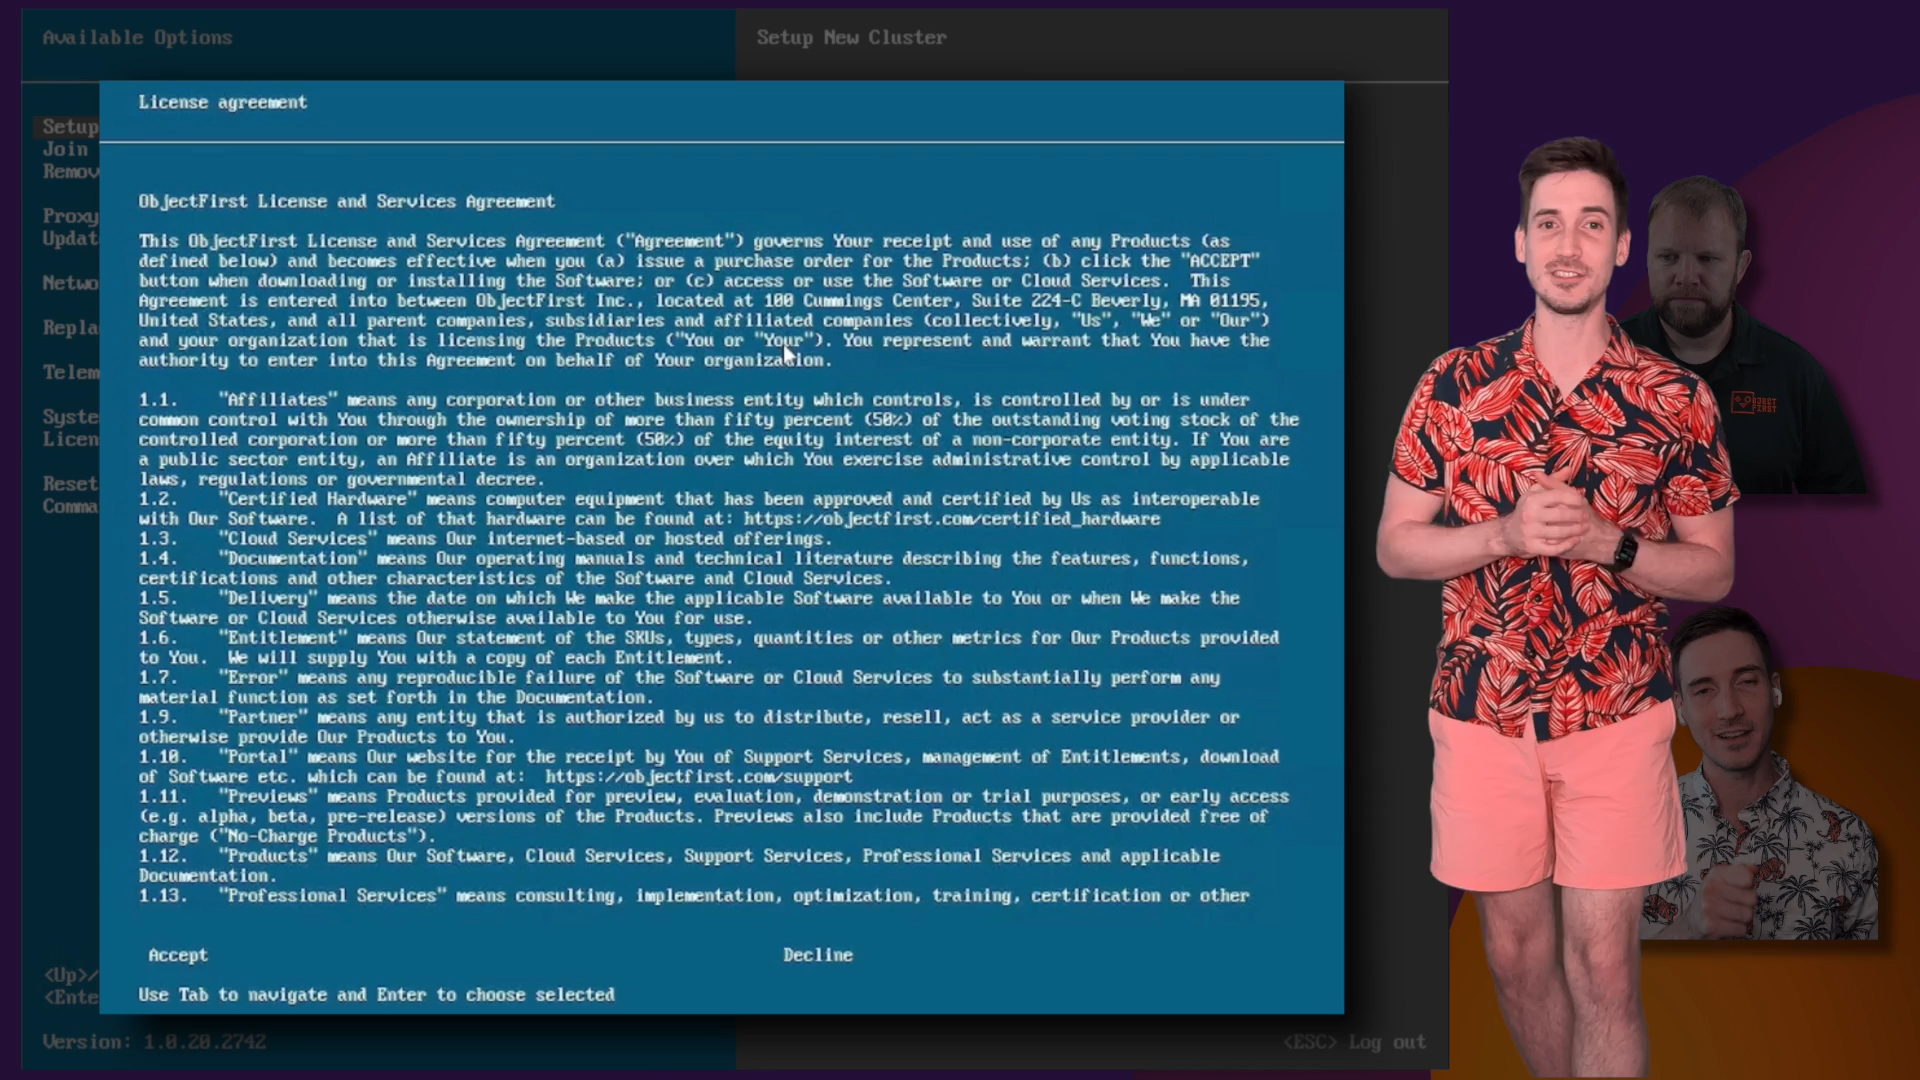 Available Options
Setup New Cluster
License agreement
Setup
Join
Remov
Proxy
Updat
Netwo
Repla
Telem
Syste
Licen
Reset
Comma
ObjectFirst License and Services Agreement
This ObjectFirst License and Services Agreement ("Agreement") governs Your receipt and use of any Products (as
defined below) and becomes effective when you (a) issue a purchase order for the Products; (b) click the "ACCEPT"
button when downloading or installing the Software; or (c) access or use the Software or Cloud Services.  This
Agreement is entered into between ObjectFirst Inc., located at 100 Cummings Center, Suite 224-C Beverly, MA 01195,
United States, and all parent companies, subsidiaries and affiliated companies (collectively, "Us", "We" or "Our")
and your organization that is licensing the Products ("You or "Your"). You represent and warrant that You have the
authority to enter into this Agreement on behalf of Your organization.
1.1.    "Affiliates" means any corporation or other business entity which controls, is controlled by or is under
common control with You through the ownership of more than fifty percent (50%) of the outstanding voting stock of the
controlled corporation or more than fifty percent (50%) of the equity interest of a non-corporate entity. If You are
a public sector entity, an Affiliate is an organization over which You exercise administrative control by applicable
laws, regulations or governmental decree.
1.2.    "Certified Hardware" means computer equipment that has been approved and certified by Us as interoperable
with Our Software.  A list of that hardware can be found at: https://objectfirst.com/certified_hardware
1.3.    "Cloud Services" means Our internet-based or hosted offerings.
1.4.    "Documentation" means Our operating manuals and technical literature describing the features, functions,
certifications and other characteristics of the Software and Cloud Services.
1.5.    "Delivery" means the date on which We make the applicable Software available to You or when We make the
Software or Cloud Services otherwise available to You for use.
1.6.    "Entitlement" means Our statement of the SKUs, types, quantities or other metrics for Our Products provided
to You.  We will supply You with a copy of each Entitlement.
1.7.    "Error" means any reproducible failure of the Software or Cloud Services to substantially perform any
material function as set forth in the Documentation.
1.9.    "Partner" means any entity that is authorized by us to distribute, resell, act as a service provider or
otherwise provide Our Products to You.
1.10.   "Portal" means Our website for the receipt by You of Support Services, management of Entitlements, download
of Software etc. which can be found at:  https://objectfirst.com/support
1.11.   "Previews" means Products provided for preview, evaluation, demonstration or trial purposes, or early access
(e.g. alpha, beta, pre-release) versions of the Products. Previews also include Products that are provided free of
charge ("No-Charge Products").
1.12.   "Products" means Our Software, Cloud Services, Support Services, Professional Services and applicable
Documentation.
1.13.   "Professional Services" means consulting, implementation, optimization, training, certification or other
Accept
Decline
Use Tab to navigate and Enter to choose selected
<Up>/
<Ente
Version: 1.0.20.2742
<ESC> Log out
OBJECT
FIRST